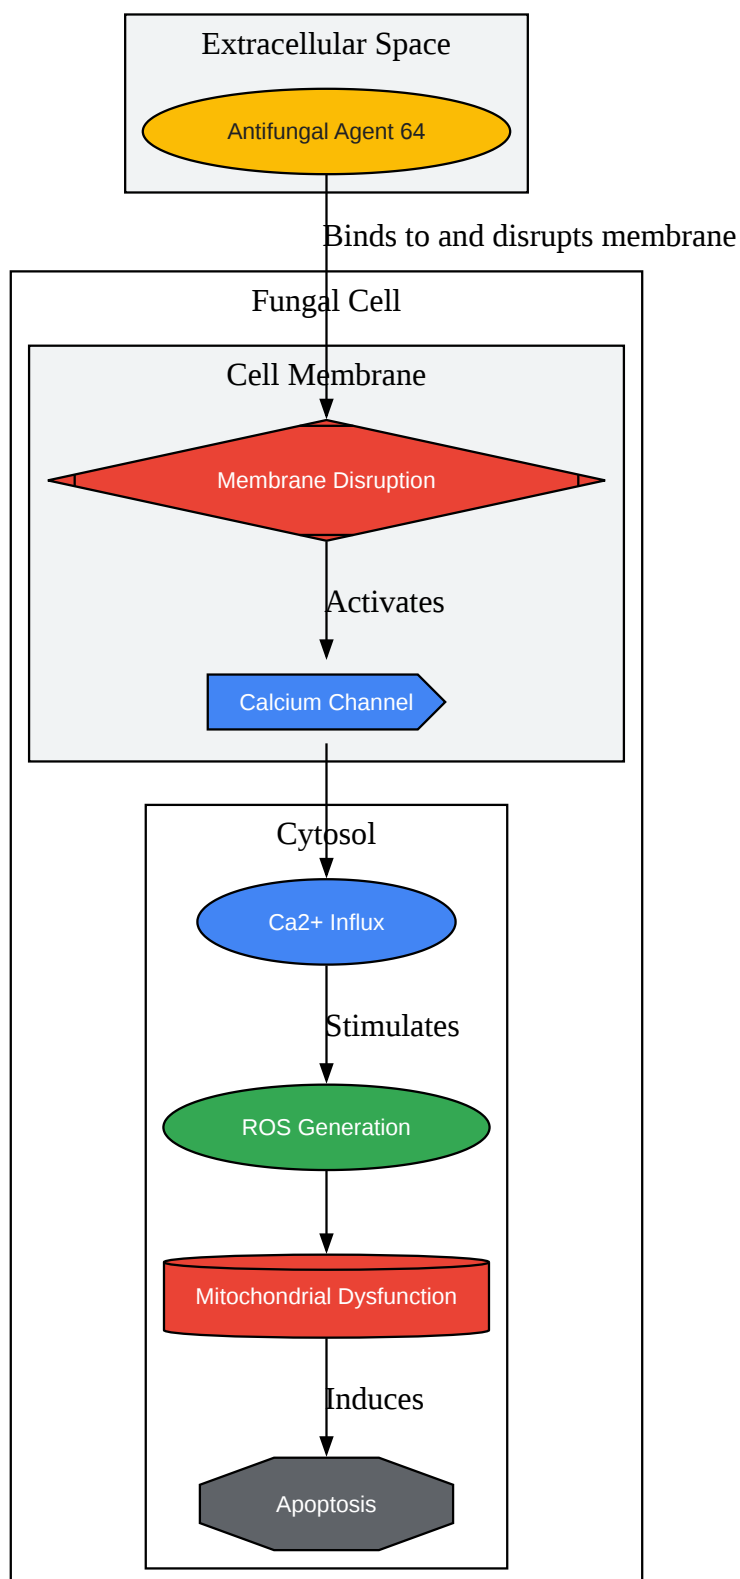 Extracellular Space
Antifungal Agent 64
Binds to and disrupts membrane
Fungal Cell
Cell Membrane
Membrane Disruption
Activates
Calcium Channel
Cytosol
Ca2+ Influx
Stimulates
ROS Generation
Mitochondrial Dysfunction
Induces
Apoptosis